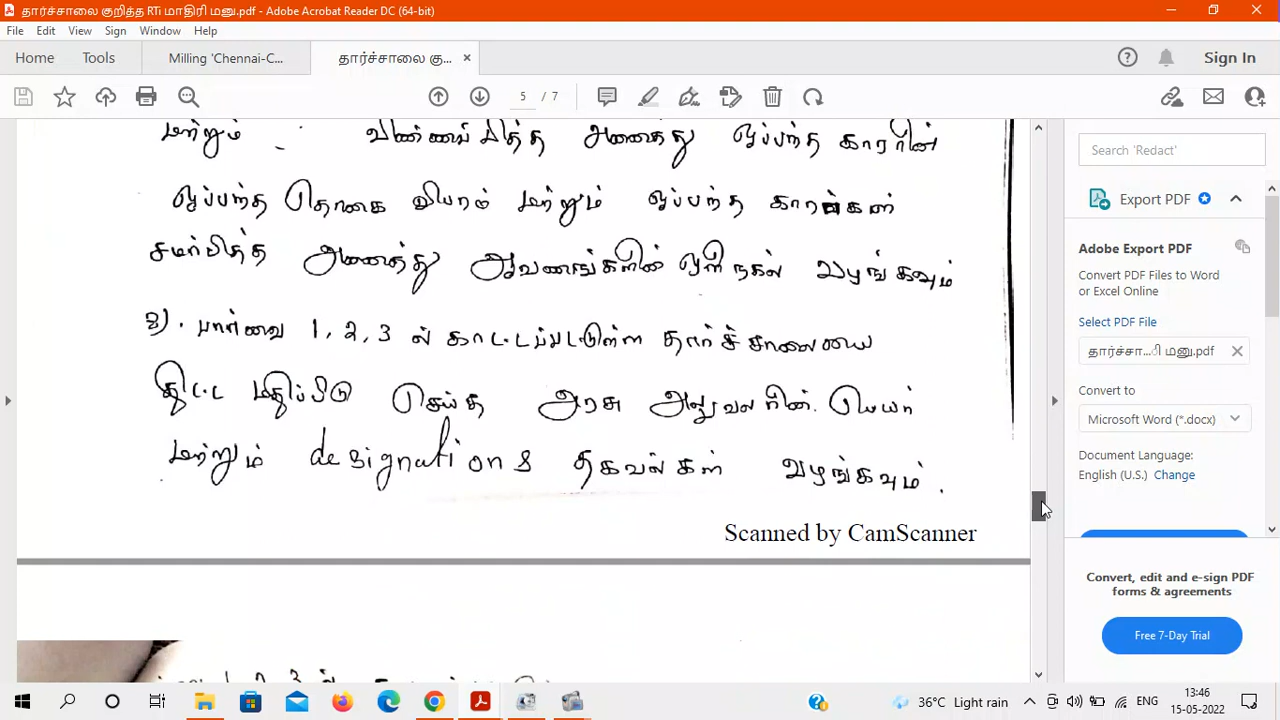 தார்ச்சாலை குறித்த RTi மாதிரி மனு.pdf - Adobe Acrobat Reader DC (64-bit)
File Edit View Sign Window Help
Home Tools Milling 'Chennai-C... தார்ச்சாலை கு... × Sign In
5 / 7
மற்றும் விண்ணப்பித்த அனைத்து ஒப்பந்த காரரின்
ஒப்பந்த தொகை விபரம் மற்றும் ஒப்பந்த காரர்கள்
சமர்பித்த அனைத்து ஆவணங்களின் ஒளி நகல் வழங்கவும்
பார்வை 1, 2, 3 ல் காட்டப்பட்டுள்ள தார்ச் சாலையை
திட்ட மதிப்பீடு செய்த அரசு அலுவலரின் பெயர்
மற்றும் designation & தகவல்கள் வழங்கவும்.
Scanned by CamScanner
Search 'Redact'
Export PDF
Adobe Export PDF
Convert PDF Files to Word
or Excel Online
Select PDF File
தார்ச்சா...ி மனு.pdf ×
Convert to
Microsoft Word (*.docx)
Document Language:
English (U.S.) Change
Convert, edit and e-sign PDF
forms & agreements
Free 7-Day Trial
36°C Light rain ENG 13:46
15-05-2022